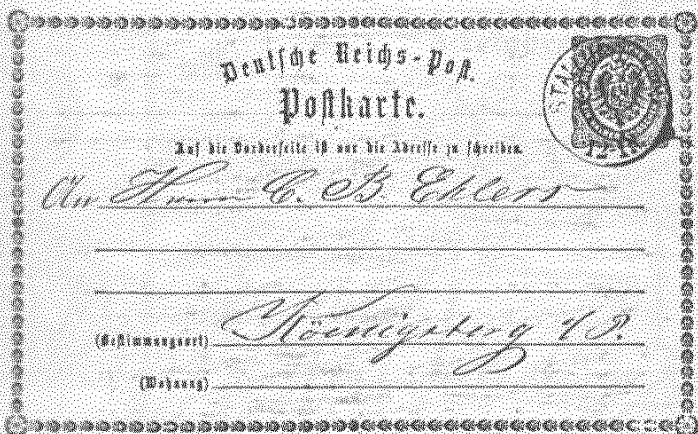 Deutsche Reichs-Post.
Postkarte.
Auf die Vorderseite ist nur die Adresse zu schreiben.
An Herrn C. B. Ehlers
(Bestimmungsort) Königsberg i/P.
(Wohnung)